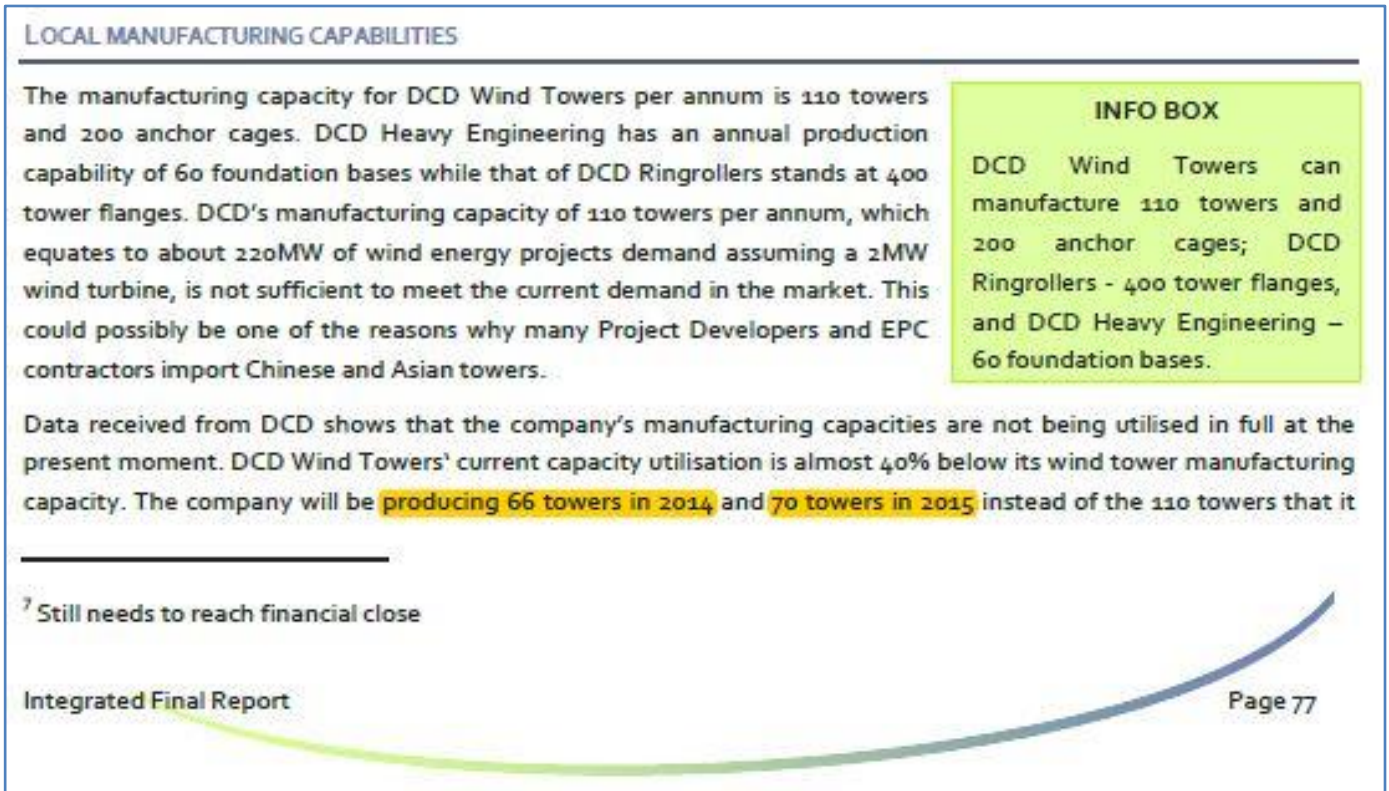 LOCAL MANUFACTURING CAPABILITIES
The manufacturing capacity for DCD Wind Towers per annum is 110 towers
and 200 anchor cages. DCD Heavy Engineering has an annual production
capability of 60 foundation bases while that of DCD Ringrollers stands at 400
tower flanges. DCD's manufacturing capacity of 110 towers per annum, which
equates to about 220MW of wind energy projects demand assuming a 2MW
wind turbine, is not sufficient to meet the current demand in the market. This
could possibly be one of the reasons why many Project Developers and EPC
contractors import Chinese and Asian towers.
INFO BOX
DCD Wind Towers can
manufacture 110 towers and
200 anchor cages; DCD
Ringrollers - 400 tower flanges,
and DCD Heavy Engineering –
60 foundation bases.
Data received from DCD shows that the company's manufacturing capacities are not being utilised in full at the
present moment. DCD Wind Towers' current capacity utilisation is almost 40% below its wind tower manufacturing
capacity. The company will be producing 66 towers in 2014 and 70 towers in 2015 instead of the 110 towers that it
7 Still needs to reach financial close
Integrated Final Report
Page 77